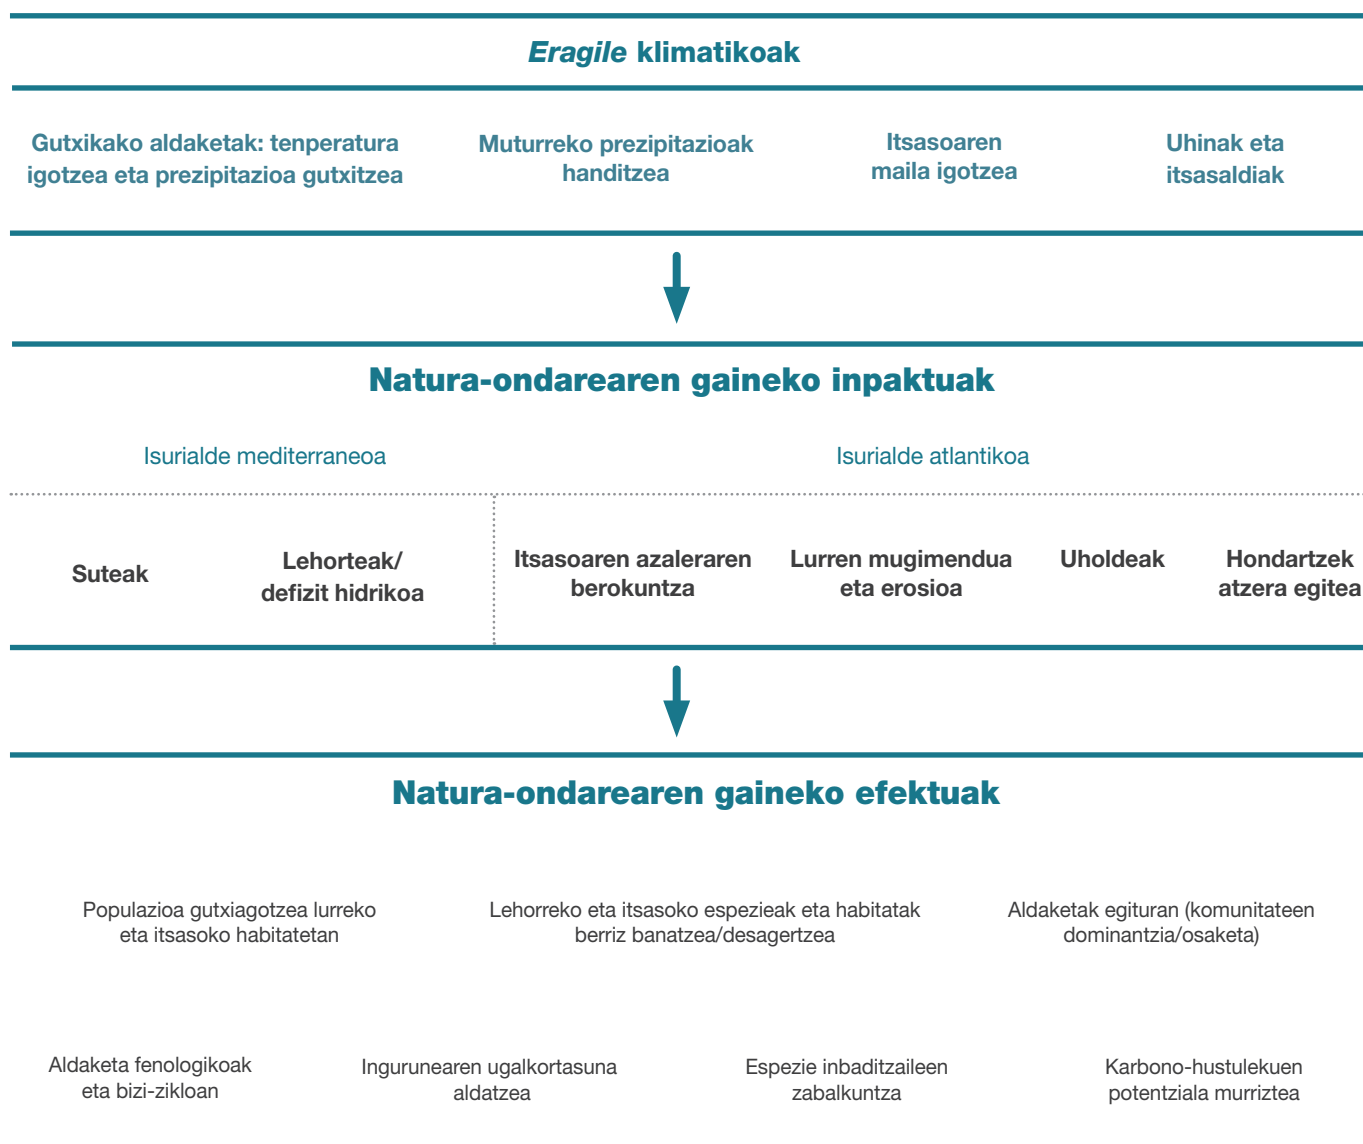 Eragile klimatikoak
Gutxikako aldaketak: tenperatura
igotzea eta prezipitazioa gutxitzea
Muturreko prezipitazioak
handitzea
Itsasoaren
maila igotzea
Uhinak eta
itsasaldiak
Natura-ondarearen gaineko inpaktuak
Isurialde mediterraneoa
Isurialde atlantikoa
Suteak
Lehorteak/
defizit hidrikoa
Itsasoaren azaleraren
berokuntza
Lurren mugimendua
eta erosioa
Uholdeak
Hondartzek
atzera egitea
Natura-ondarearen gaineko efektuak
Populazioa gutxiagotzea lurreko
eta itsasoko habitatetan
Lehorreko eta itsasoko espezieak eta habitatak
berriz banatzea/desagertzea
Aldaketak egituran (komunitateen
dominantzia/osaketa)
Aldaketa fenologikoak
eta bizi-zikloan
Ingurunearen ugalkortasuna
aldatzea
Espezie inbaditzaileen
zabalkuntza
Karbono-hustulekuen
potentziala murriztea